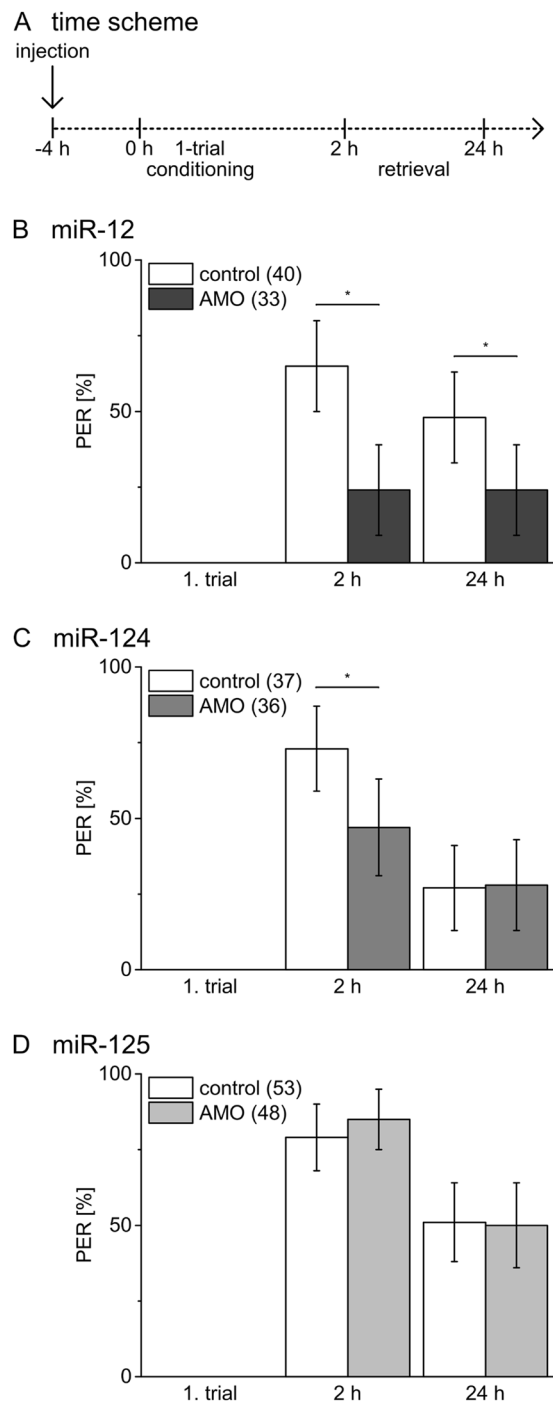 A time scheme
injection
-4 h 0 h 1-trial 2 h 24 h
conditioning retrieval
B miR-12
100
control (40)
AMO (33)
*
*
75
PER [%]
50
0
1. trial 2 h 24 h
C miR-124
100
control (37)
AMO (36)
*
PER [%]
50
0
1. trial 2 h 24 h
D miR-125
100
control (53)
AMO (48)
PER [%]
50
0
1. trial 2 h 24 h